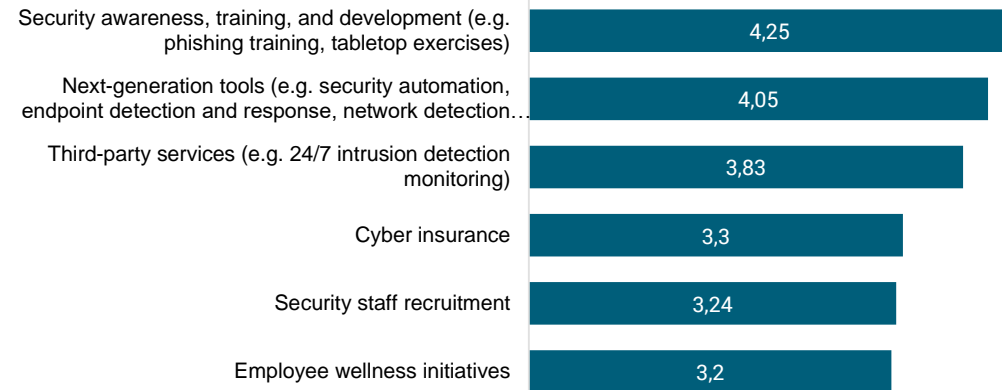 Security awareness, training, and development (e.g.
phishing training, tabletop exercises)
4,25
Next-generation tools (e.g. security automation,
endpoint detection and response, network detection…
4,05
Third-party services (e.g. 24/7 intrusion detection
monitoring)
3,83
Cyber insurance
3,3
Security staff recruitment
3,24
Employee wellness initiatives
3,2